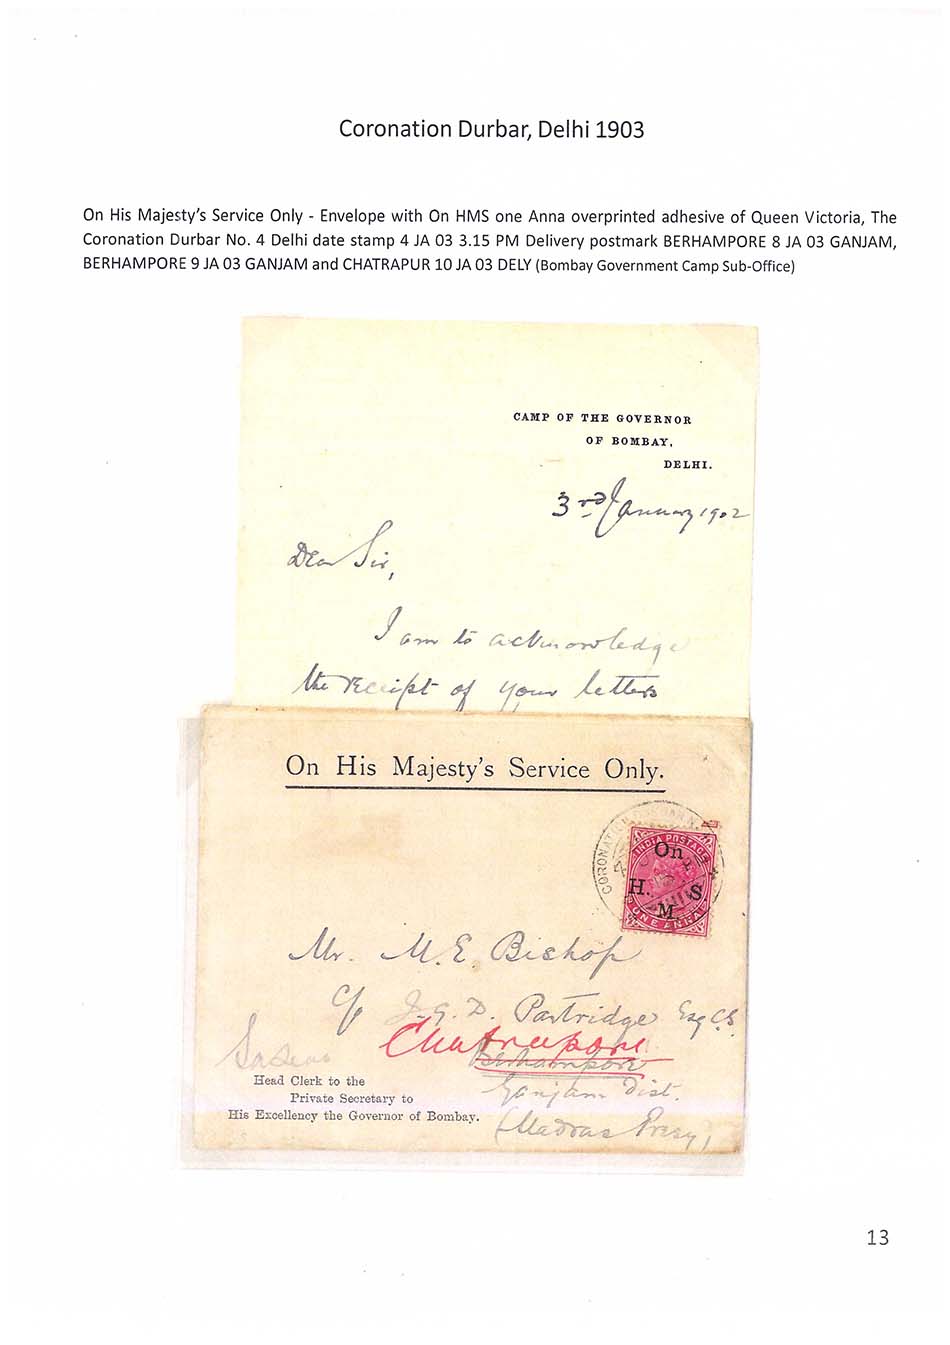 Coronation Durbar, Delhi 1903
On His Majesty's Service Only - Envelope with On HMS one Anna overprinted adhesive of Queen Victoria, The
Coronation Durbar No. 4 Delhi date stamp 4 JA 03 3.15 PM Delivery postmark BERHAMPORE 8 JA 03 GANJAM,
BERHAMPORE 9 JA 03 GANJAM and CHATRAPUR 10 JA 03 DELY (Bombay Government Camp Sub-Office)
CAMP OF THE GOVERNOR
OF BOMBAY,
DELHI.
3rd January 1902
Dear Sir,
I am to acknowledge
the receipt of your letters
On His Majesty's Service Only.
CORONATION
INDIA POSTAGE
On
H. S
M
ONE ANNA
Mr. M. E. Bishop
c/o J. G. D. Partridge Esq C.S.
Chatrapore
Berhampore
Ganjam Dist.
(Madras Presy)
Head Clerk to the
Private Secretary to
His Excellency the Governor of Bombay.
13